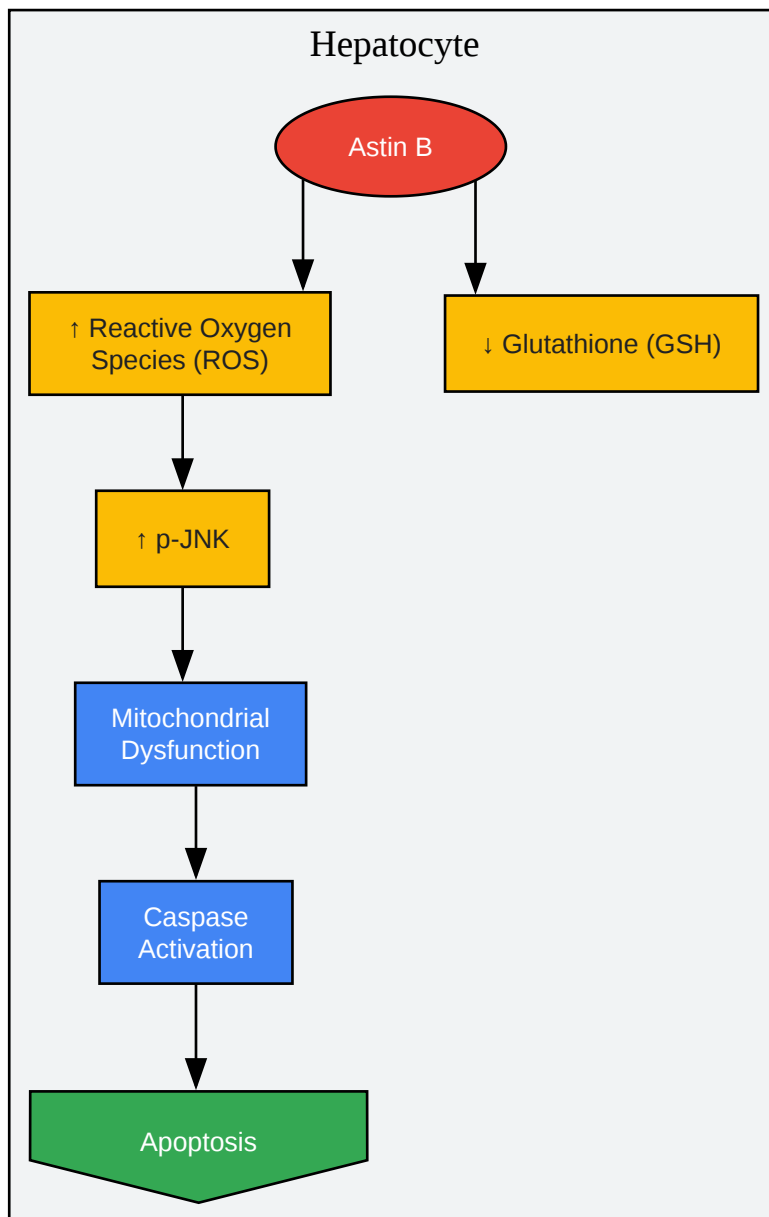 Hepatocyte
Astin B
↑ Reactive Oxygen
Species (ROS)
↓ Glutathione (GSH)
↑ p-JNK
Mitochondrial
Dysfunction
Caspase
Activation
Apoptosis